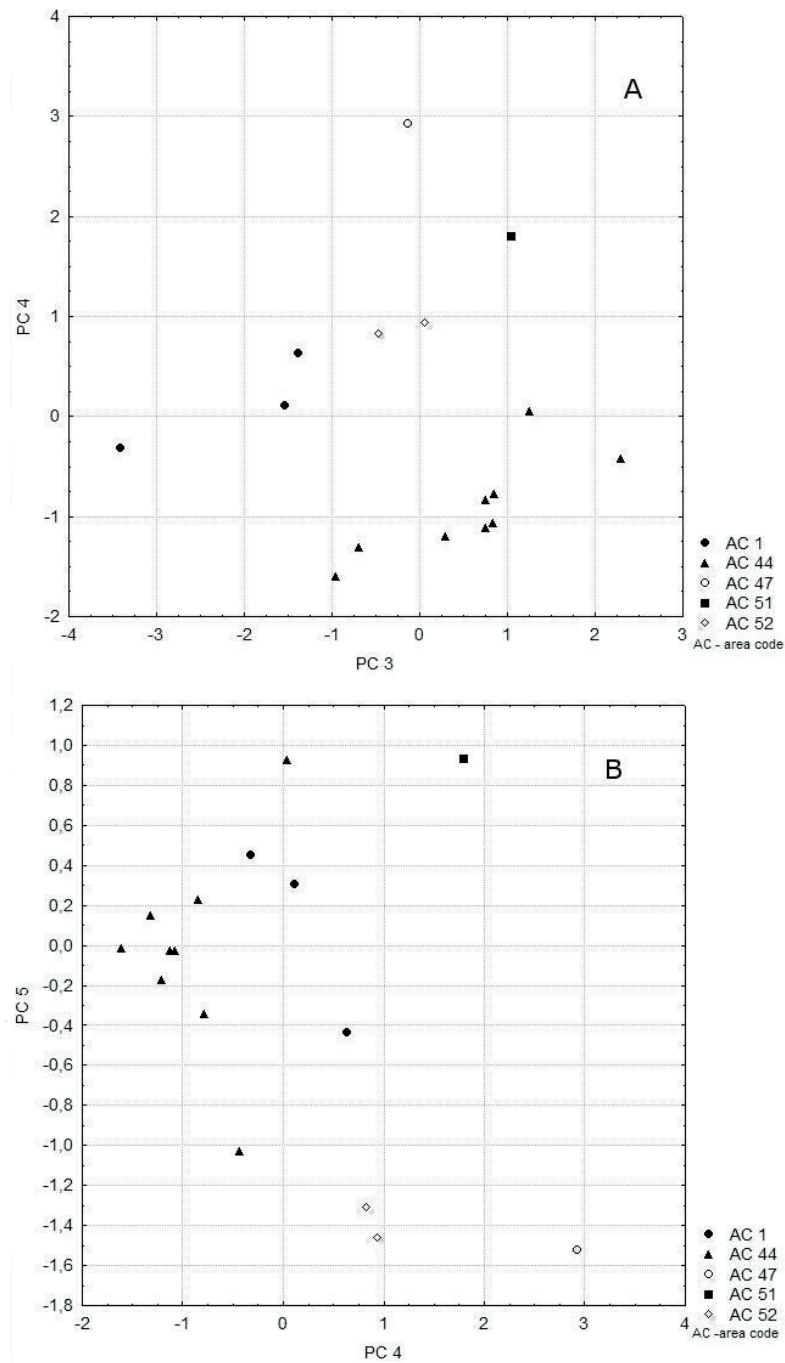 A
4
3
2
1
0
-1
-2
PC 4
-4 -3 -2 -1 0 1 2 3
PC 3
AC 1
AC 44
AC 47
AC 51
AC 52
AC - area code
B
1,2
1,0
0,8
0,6
0,4
0,2
0,0
-0,2
-0,4
-0,6
-0,8
-1,0
-1,2
-1,4
-1,6
-1,8
PC 5
-2 -1 0 1 2 3 4
PC 4
AC 1
AC 44
AC 47
AC 51
AC 52
AC -area code